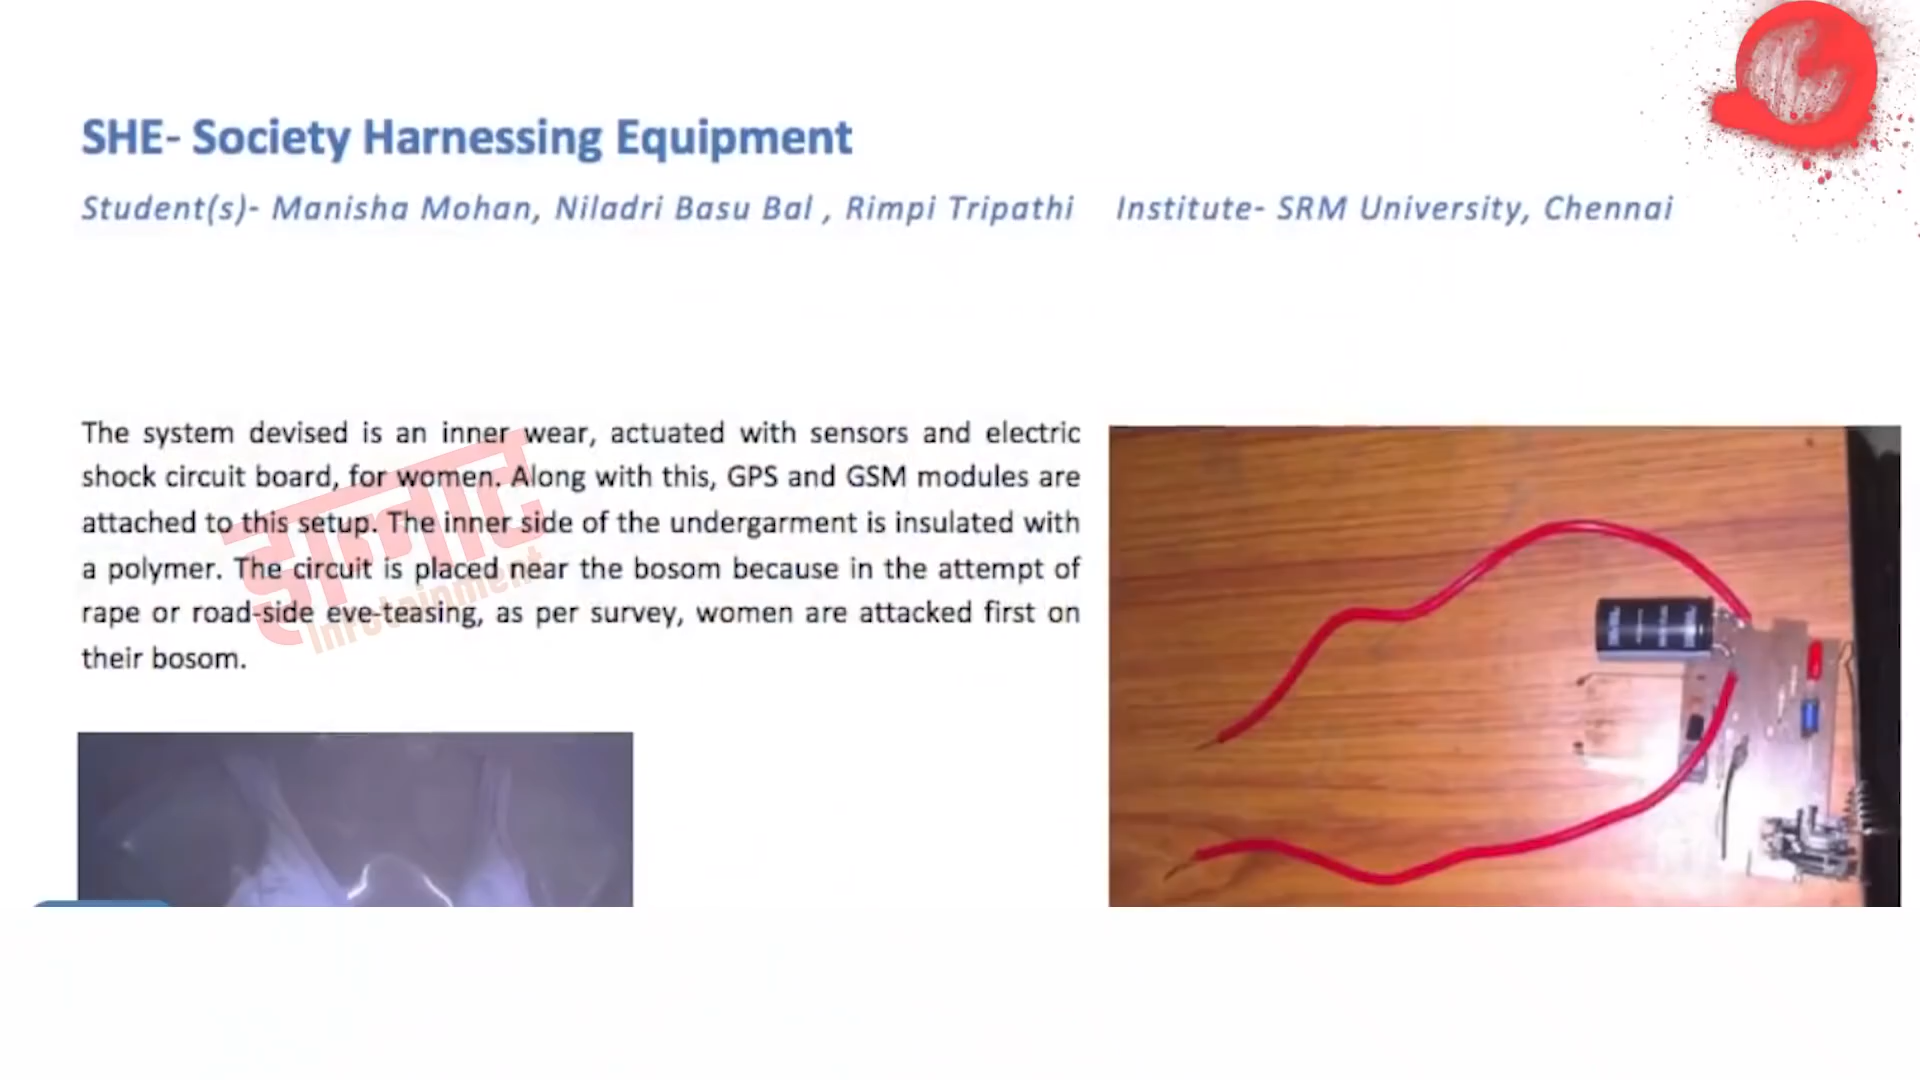 SHE- Society Harnessing Equipment
Student(s)- Manisha Mohan, Niladri Basu Bal , Rimpi Tripathi Institute- SRM University, Chennai
The system devised is an inner wear, actuated with sensors and electric
shock circuit board, for women. Along with this, GPS and GSM modules are
attached to this setup. The inner side of the undergarment is insulated with
a polymer. The circuit is placed near the bosom because in the attempt of
rape or road-side eve-teasing, as per survey, women are attacked first on
their bosom.
Infotainment